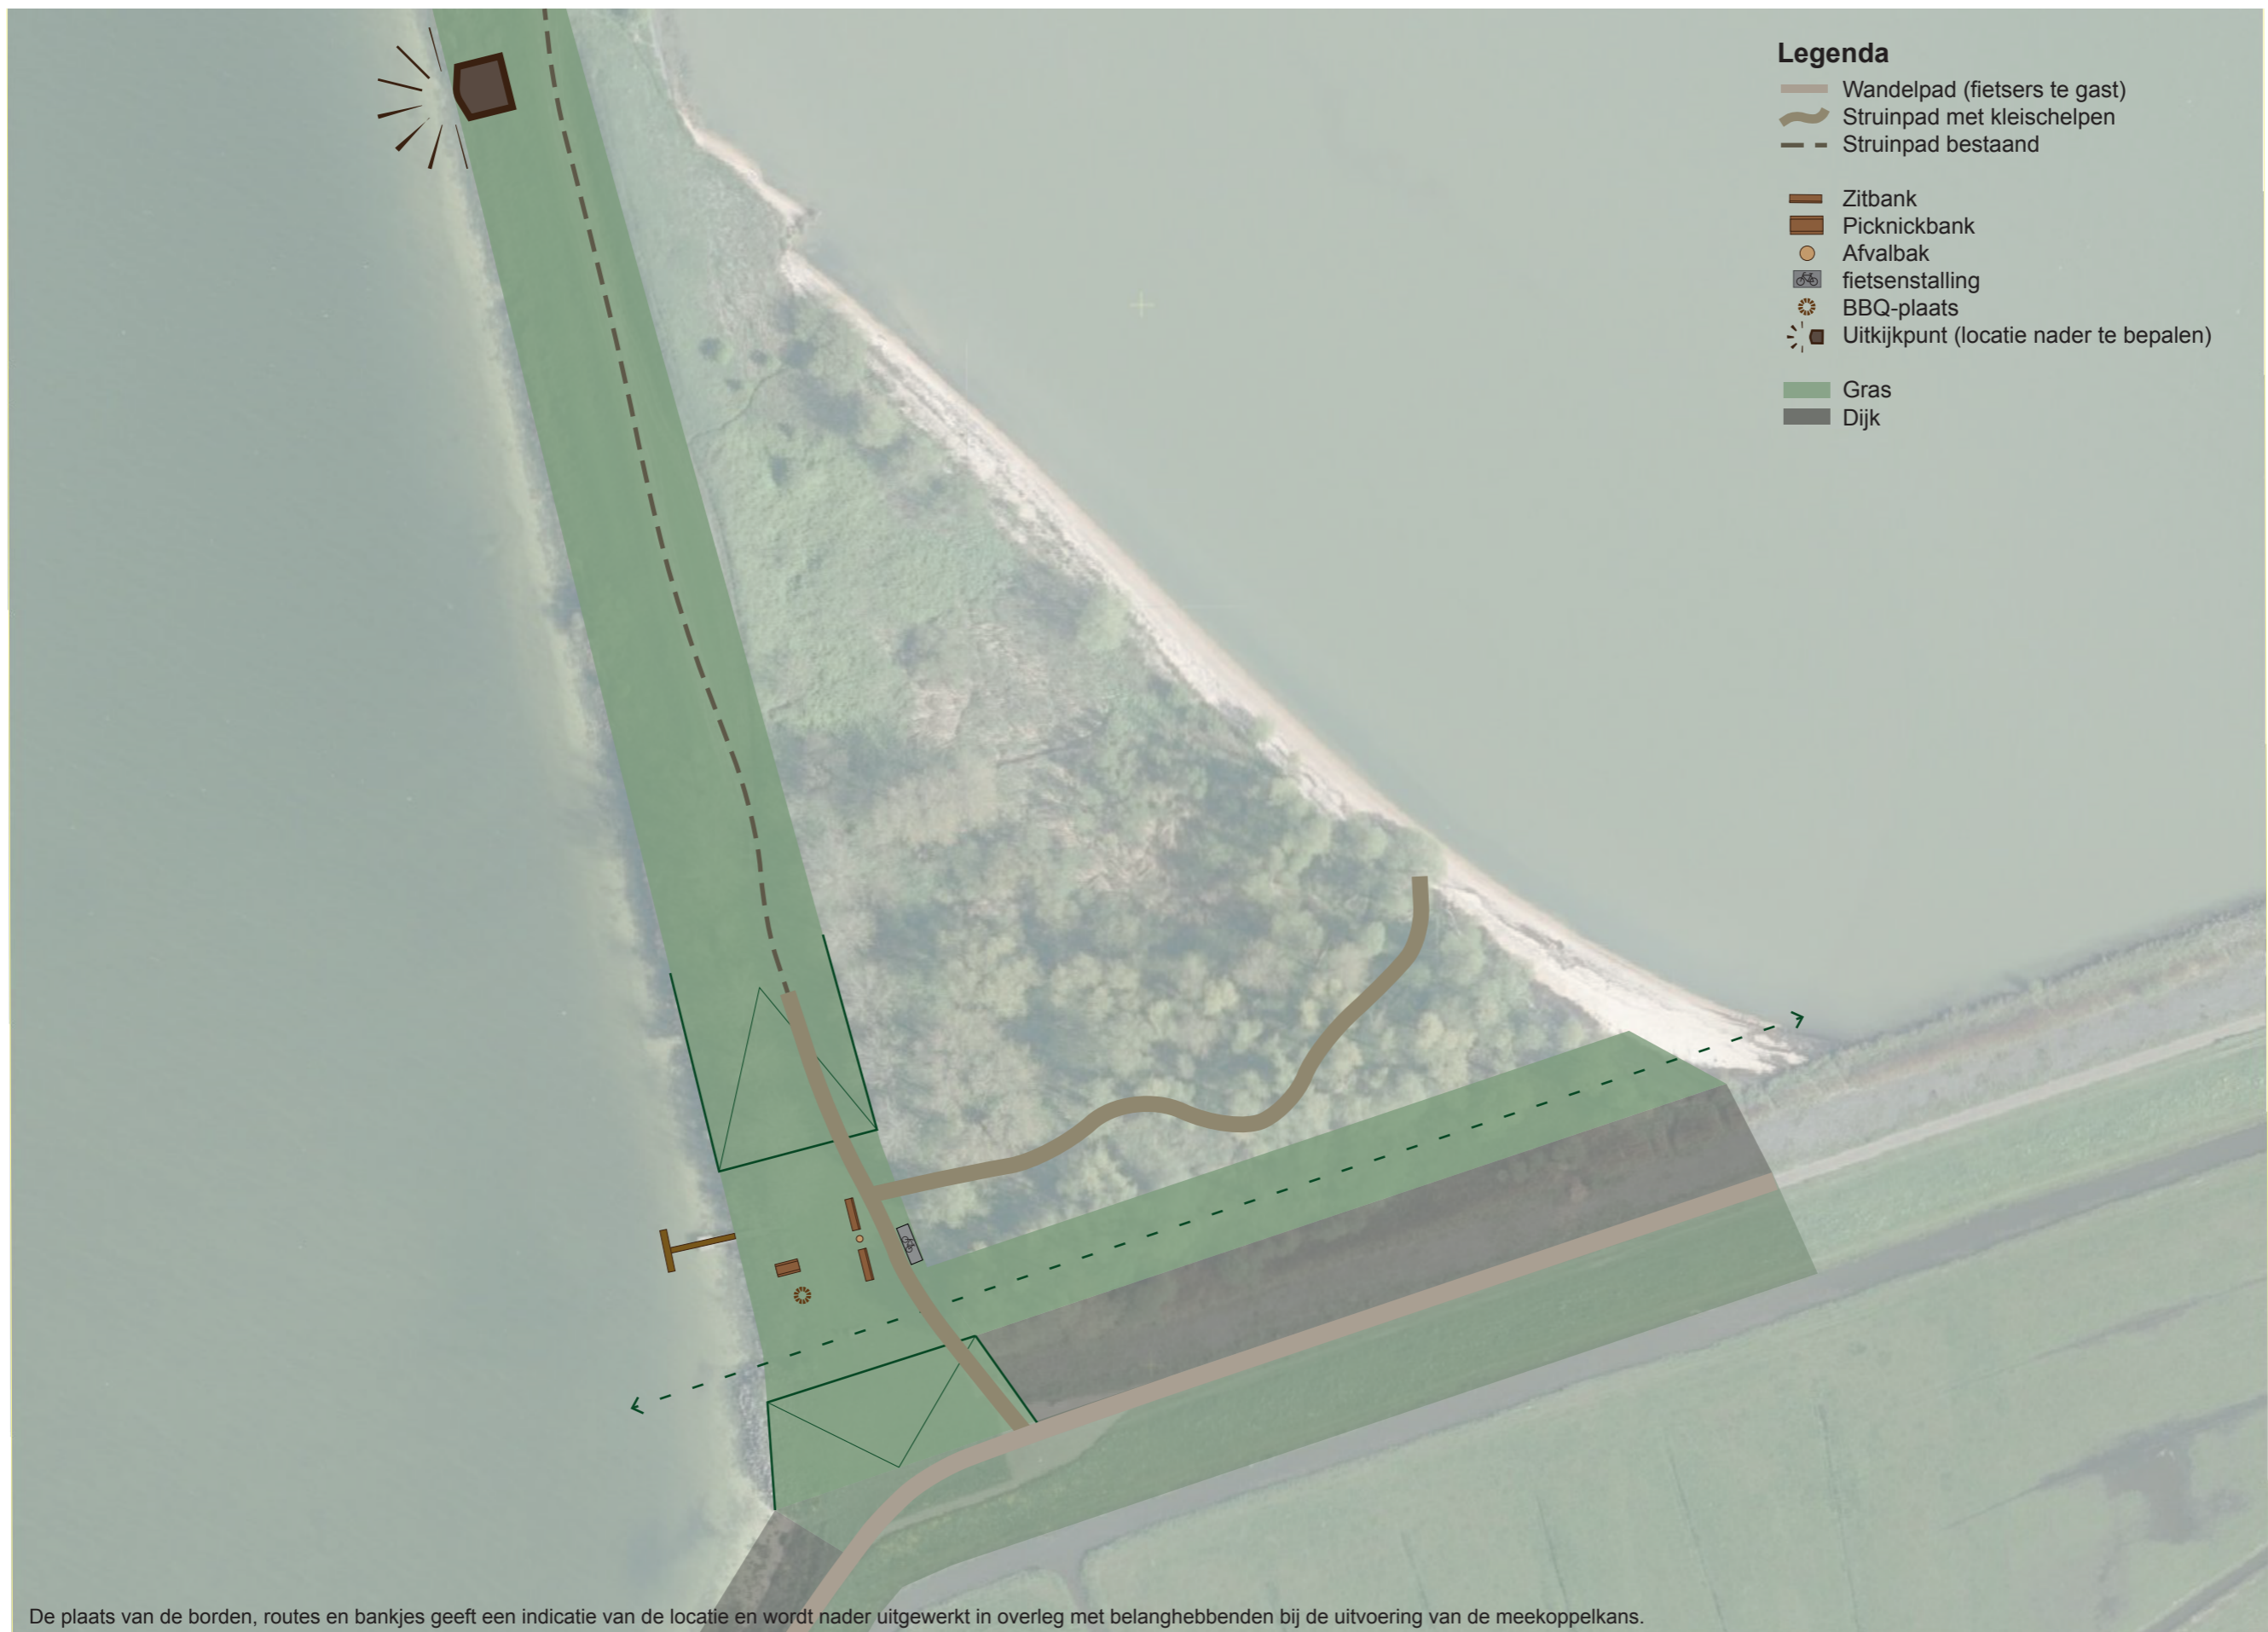 Legenda
Wandelpad (fietsers te gast)
Struinpad met kleischelpen
Struinpad bestaand
Zitbank
Picknickbank
Afvalbak
fietsenstalling
BBQ-plaats
Uitkijkpunt (locatie nader te bepalen)
Gras
Dijk
De plaats van de borden, routes en bankjes geeft een indicatie van de locatie en wordt nader uitgewerkt in overleg met belanghebbenden bij de uitvoering van de meekoppelkans.